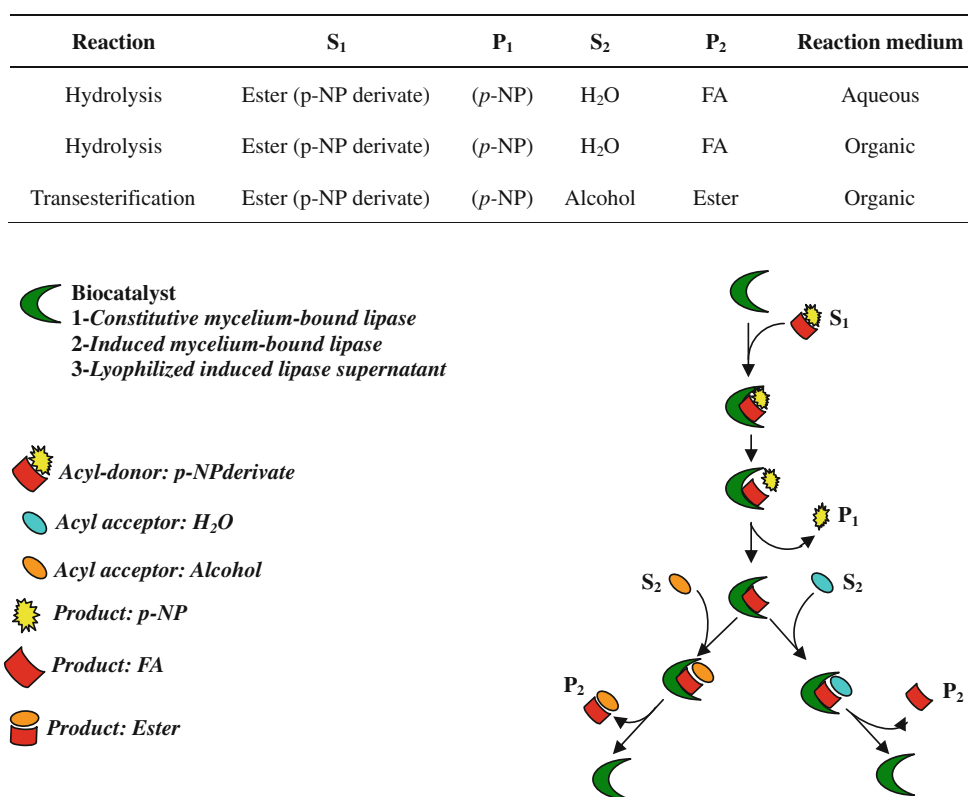 Reaction S₁ P₁ S₂ P₂ Reaction medium
Hydrolysis Ester (p-NP derivate) (p-NP) H₂O FA Aqueous
Hydrolysis Ester (p-NP derivate) (p-NP) H₂O FA Organic
Transesterification Ester (p-NP derivate) (p-NP) Alcohol Ester Organic
Biocatalyst
1-Constitutive mycelium-bound lipase
2-Induced mycelium-bound lipase
3-Lyophilized induced lipase supernatant
Acyl-donor: p-NPderivate
Acyl acceptor: H₂O
Acyl acceptor: Alcohol
Product: p-NP
Product: FA
Product: Ester
S₁
P₁
S₂ S₂
P₂ P₂